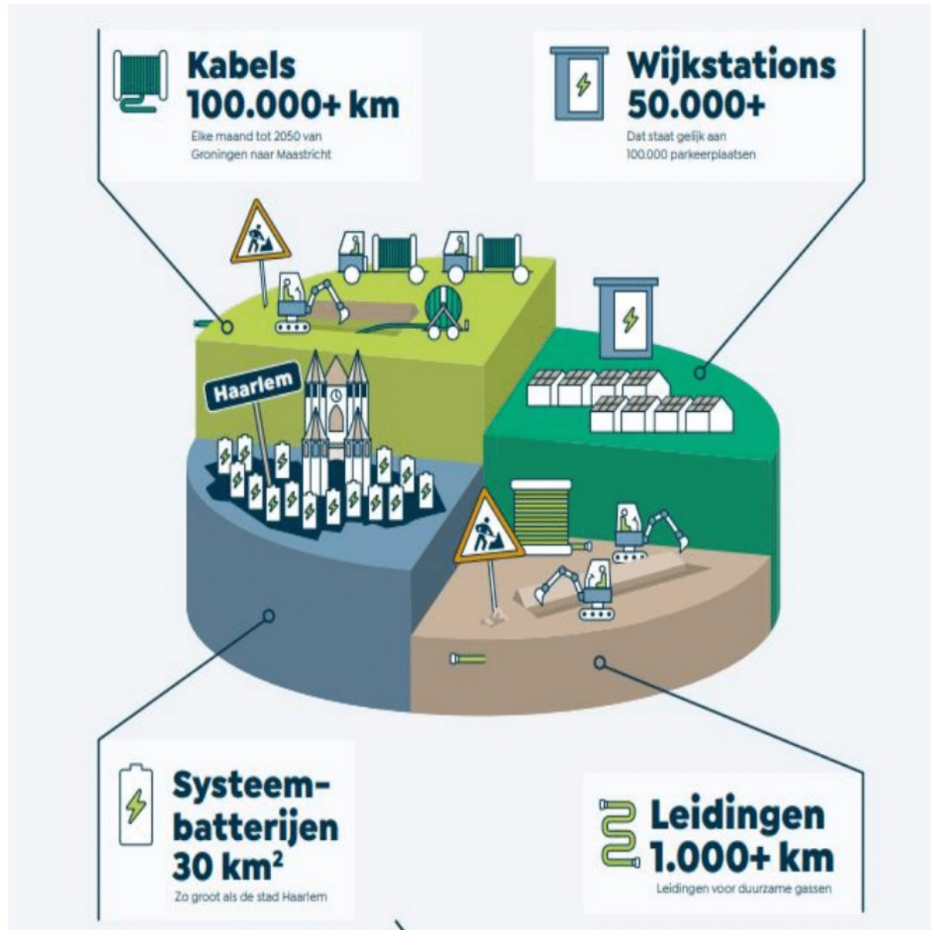 Kabels
100.000+ km
Elke maand tot 2050 van
Groningen naar Maastricht
Wijkstations
50.000+
Dat staat gelijk aan
100.000 parkeerplaatsen
Haarlem
Systeem-
batterijen
30 km²
Zo groot als de stad Haarlem
Leidingen
1.000+ km
Leidingen voor duurzame gassen